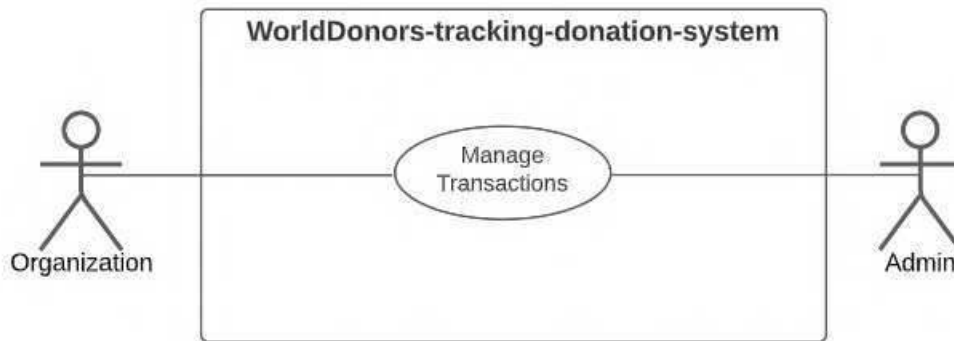 WorldDonors-tracking-donation-system
Manage
Transactions
Organization
Admin